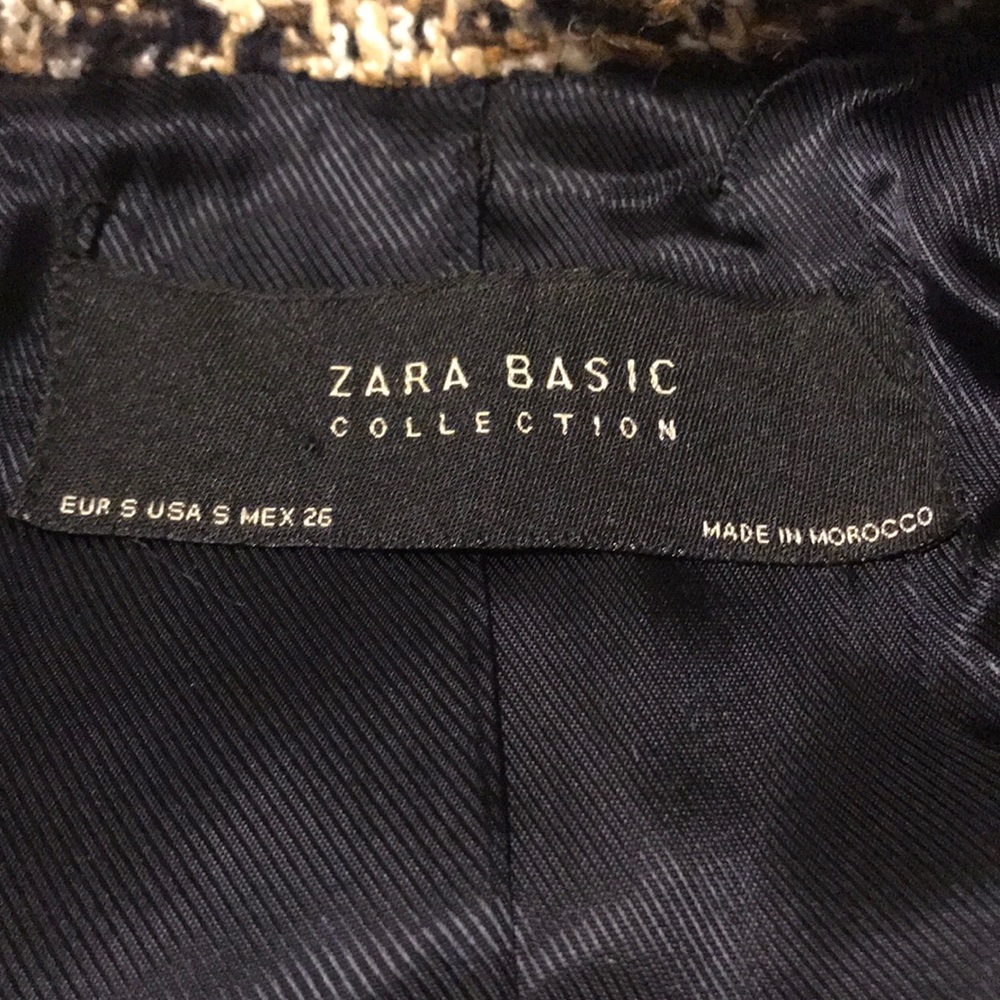 ZARA BASIC
COLLECTION
EUR S USA S MEX 26
MADE IN MOROCCO